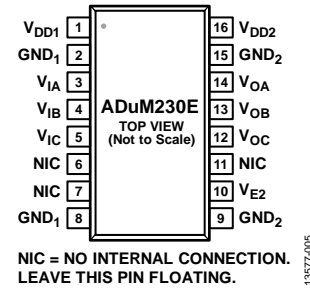 VDD1 1 16 VDD2
GND1 2 15 GND2
VIA 3 14 VOA
VIB 4 ADuM230E 13 VOB
VIC 5 TOP VIEW 12 VOC
(Not to Scale)
NIC 6 11 NIC
NIC 7 10 VE2
GND1 8 9 GND2
NIC = NO INTERNAL CONNECTION.
LEAVE THIS PIN FLOATING.
13577-005